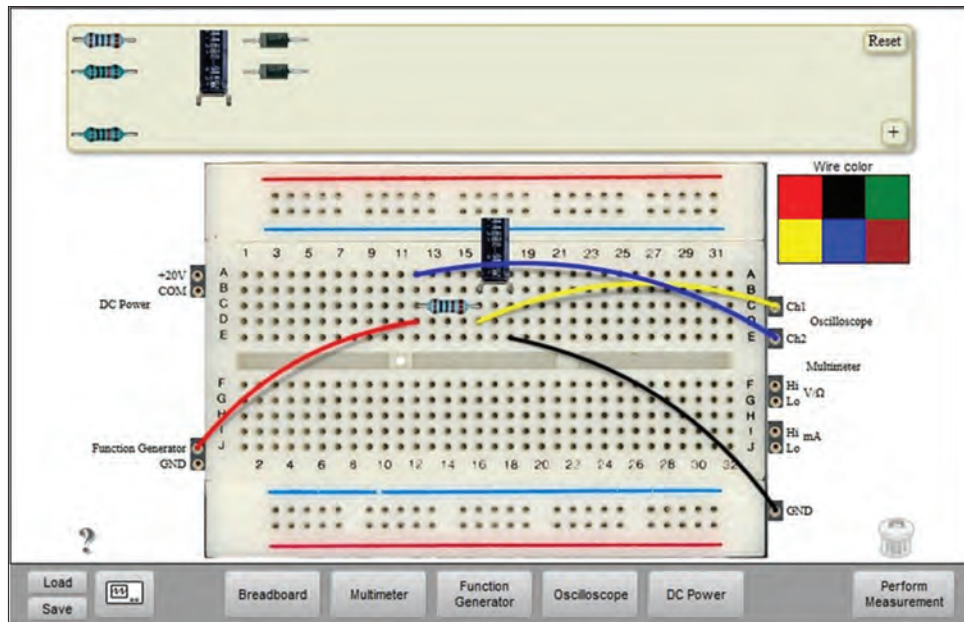 Reset
+
Wire color
1 3 5 7 9 11 13 15 19 21 23 25 27 29 31
A A
B B
C C
D D
E E
+20V
COM
DC Power
Ch1
Oscilloscope
Ch2
Multimeter
F F
G G
H H
I I
J J
Hi
V/Ω
Lo
Hi
mA
Lo
Function Generator
GND
2 4 6 8 10 12 14 16 18 20 22 24 26 28 30 32
GND
?
Load
Save
Breadboard
Multimeter
Function
Generator
Oscilloscope
DC Power
Perform
Measurement